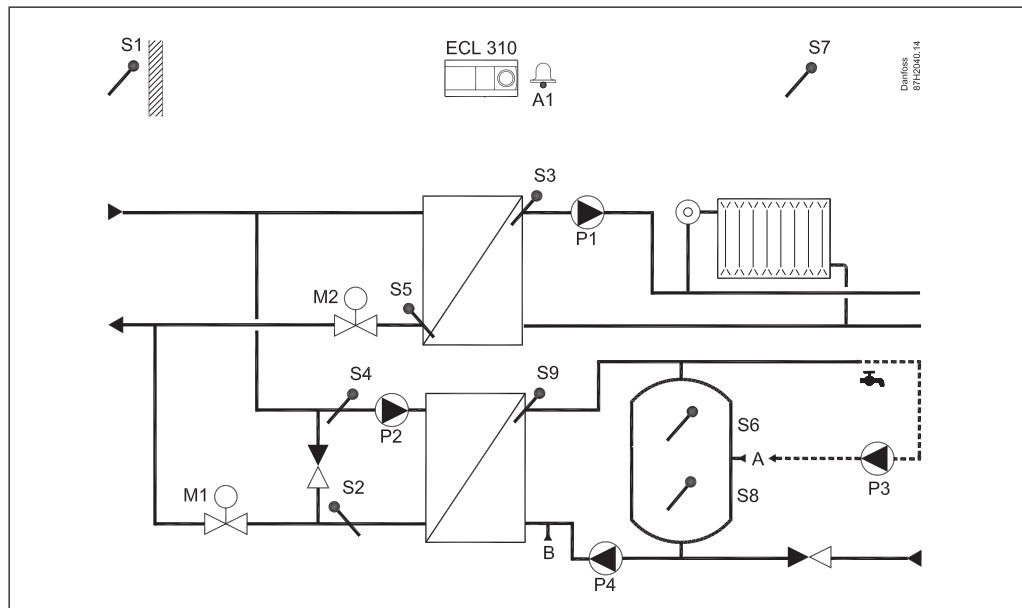 S1
ECL 310
A1
S7
Danfoss
87H2040.14
S3
P1
M2
S5
S4
P2
S9
S6
A
S8
P3
M1
S2
B
P4